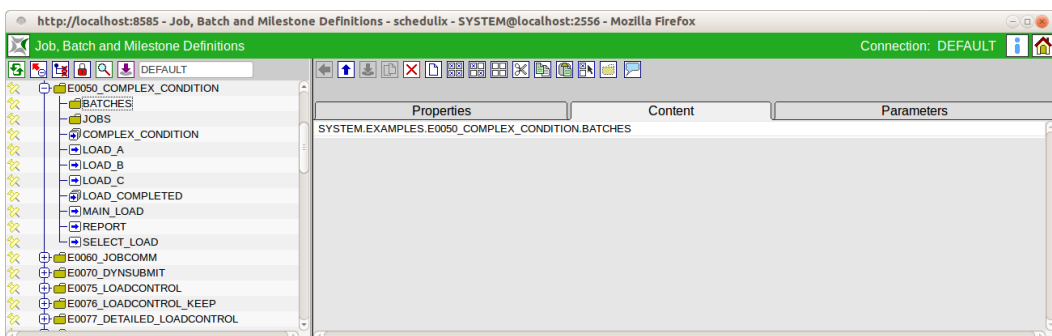 http://localhost:8585 - Job, Batch and Milestone Definitions - schedulix - SYSTEM@localhost:2556 - Mozilla Firefox
Job, Batch and Milestone Definitions
Connection: DEFAULT
DEFAULT
E0050_COMPLEX_CONDITION
BATCHES
JOBS
COMPLEX_CONDITION
LOAD_A
LOAD_B
LOAD_C
LOAD_COMPLETED
MAIN_LOAD
REPORT
SELECT_LOAD
E0060_JOBCOMM
E0070_DYNSUBMIT
E0075_LOADCONTROL
E0076_LOADCONTROL_KEEP
E0077_DETAILED_LOADCONTROL
Properties
Content
Parameters
SYSTEM.EXAMPLES.E0050_COMPLEX_CONDITION.BATCHES